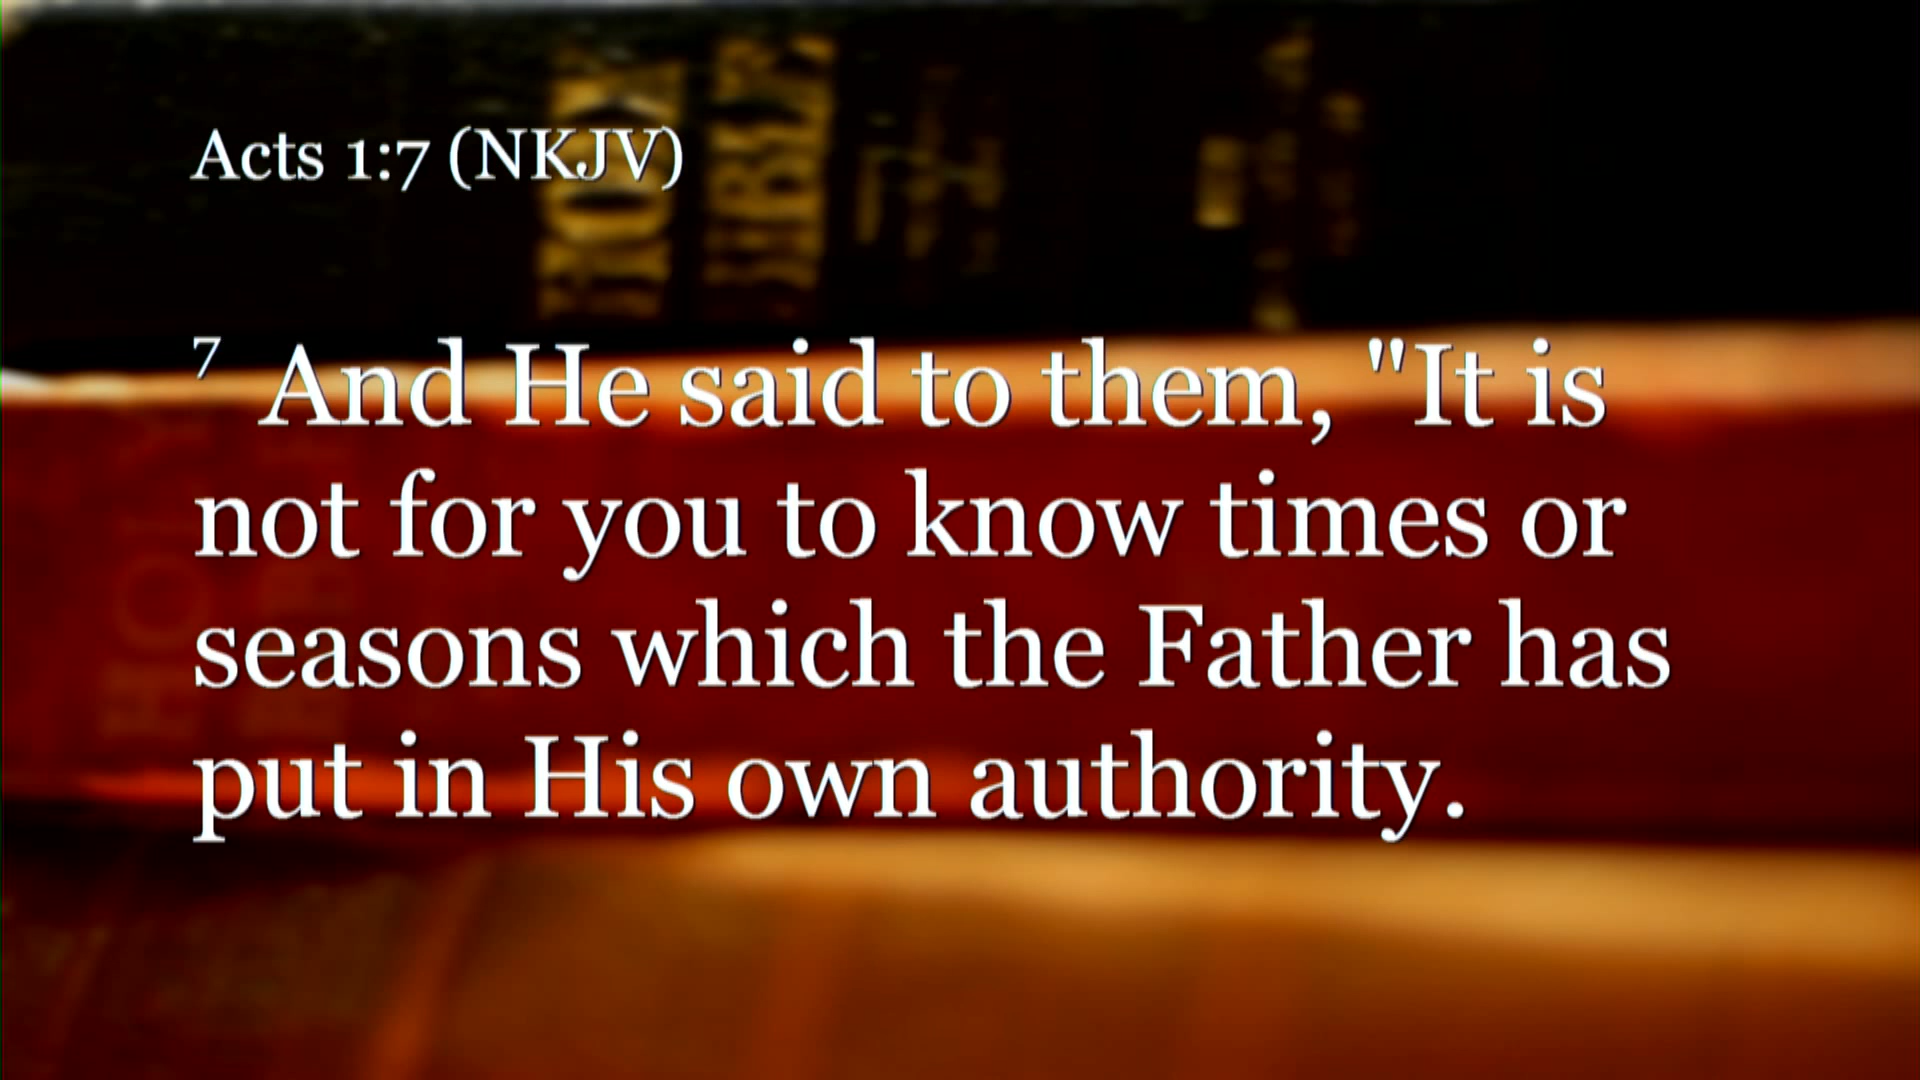 Acts 1:7 (NKJV)
7 And He said to them, "It is
not for you to know times or
seasons which the Father has
put in His own authority.
HOLY